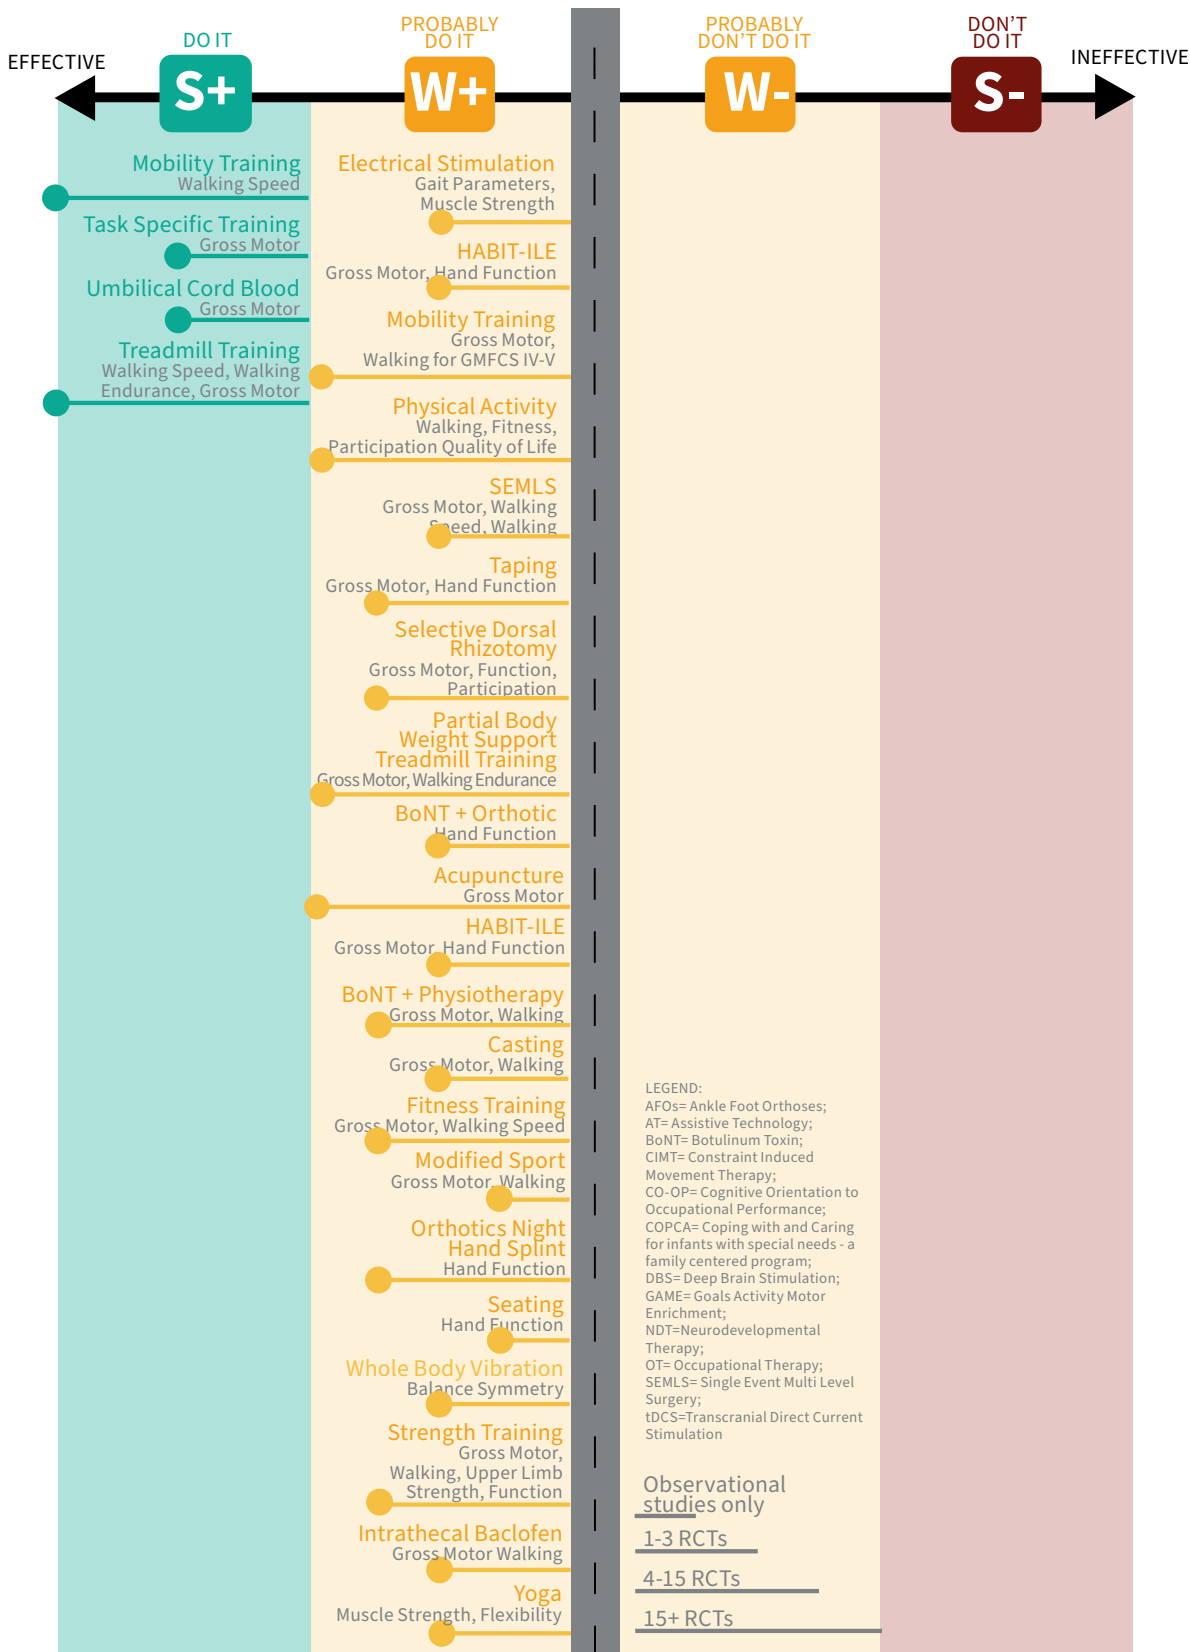 EFFECTIVE
DO IT
S+
PROBABLY
DO IT
W+
PROBABLY
DON'T DO IT
W-
DON'T
DO IT
S-
INEFFECTIVE
Mobility Training
Walking Speed
Task Specific Training
Gross Motor
Umbilical Cord Blood
Gross Motor
Treadmill Training
Walking Speed, Walking
Endurance, Gross Motor
Electrical Stimulation
Gait Parameters,
Muscle Strength
HABIT-ILE
Gross Motor, Hand Function
Mobility Training
Gross Motor,
Walking for GMFCS IV-V
Physical Activity
Walking, Fitness,
Participation Quality of Life
SEMLS
Gross Motor, Walking
Speed, Walking
Taping
Gross Motor, Hand Function
Selective Dorsal
Rhizotomy
Gross Motor, Function,
Participation
Partial Body
Weight Support
Treadmill Training
Gross Motor, Walking Endurance
BoNT + Orthotic
Hand Function
Acupuncture
Gross Motor
HABIT-ILE
Gross Motor, Hand Function
BoNT + Physiotherapy
Gross Motor, Walking
Casting
Gross Motor, Walking
Fitness Training
Gross Motor, Walking Speed
Modified Sport
Gross Motor, Walking
Orthotics Night
Hand Splint
Hand Function
Seating
Hand Function
Whole Body Vibration
Balance Symmetry
Strength Training
Gross Motor,
Walking, Upper Limb
Strength, Function
Intrathecal Baclofen
Gross Motor Walking
Yoga
Muscle Strength, Flexibility
LEGEND:
AFOs= Ankle Foot Orthoses;
AT= Assistive Technology;
BoNT= Botulinum Toxin;
CIMT= Constraint Induced
Movement Therapy;
CO-OP= Cognitive Orientation to
Occupational Performance;
COPCA= Coping with and Caring
for infants with special needs - a
family centered program;
DBS= Deep Brain Stimulation;
GAME= Goals Activity Motor
Enrichment;
NDT=Neurodevelopmental
Therapy;
OT= Occupational Therapy;
SEMLS= Single Event Multi Level
Surgery;
tDCS=Transcranial Direct Current
Stimulation
Observational
studies only
1-3 RCTs
4-15 RCTs
15+ RCTs